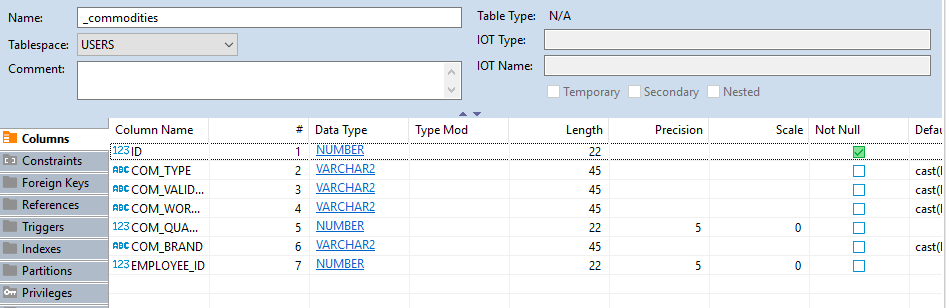 Name: _commodities Table Type: N/A
Tablespace: USERS IOT Type:
Comment: IOT Name:
Temporary Secondary Nested
Columns Column Name # Data Type Type Mod Length Precision Scale Not Null Defau
123 ID 1 NUMBER 22
Constraints ABC COM_TYPE 2 VARCHAR2 45 cast(
Foreign Keys ABC COM_VALID... 3 VARCHAR2 45 cast(
References ABC COM_WOR... 4 VARCHAR2 45 cast(
Triggers 123 COM_QUA... 5 NUMBER 22 5 0
Indexes ABC COM_BRAND 6 VARCHAR2 45 cast(
Partitions 123 EMPLOYEE_ID 7 NUMBER 22 5 0
Privileges